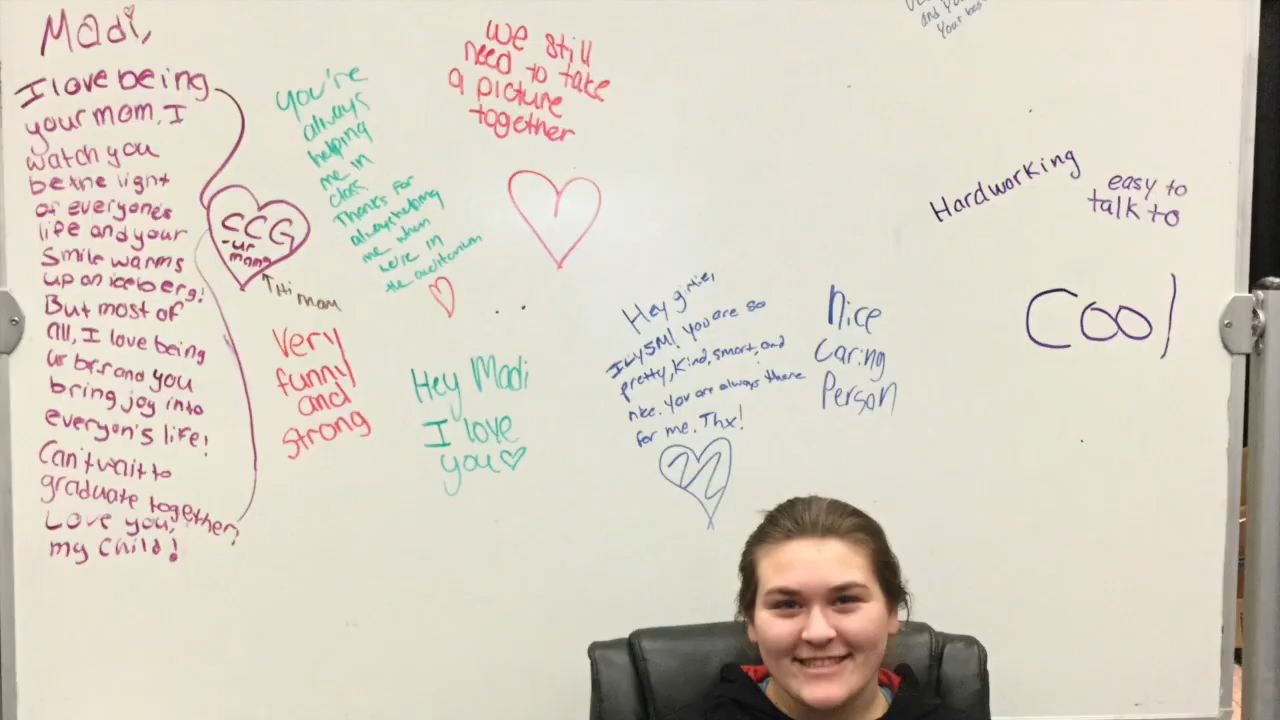 Madi,
I love being
your mom. I
watch you
be the light
of everyone's
life and your
smile warms
up an iceberg!
But most of
all, I love being
ur bf. and you
bring joy into
everyon's life!
Can't wait to
graduate together!
Love you,
my child!
CCG
-ur
mama
Hi Mom
you're
always
helping
me in
class.
Thanks for
always helping
me when
we're in
the auditorium
we still
need to take
a picture
together
Very
funny
and
strong
Hey Madi
I love
you
Hey girlie,
ILYSM! You are so
pretty, kind, smart, and
nice. You are always there
for me. Thx!
Nice
Caring
Person
and
Your
Hardworking
easy to
talk to
Cool